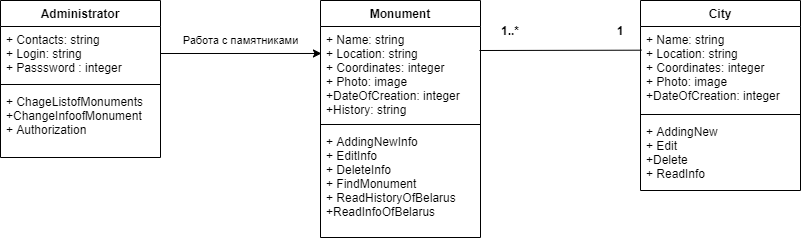 Administrator
+ Contacts: string
+ Login: string
+ Passsword : integer
+ ChageListofMonuments
+ChangeInfoofMonument
+ Authorization
Работа с памятниками
Monument
+ Name: string
+ Location: string
+ Coordinates: integer
+ Photo: image
+DateOfCreation: integer
+History: string
+ AddingNewInfo
+ EditInfo
+ DeleteInfo
+ FindMonument
+ ReadHistoryOfBelarus
+ReadInfoOfBelarus
1..*
1
City
+ Name: string
+ Location: string
+ Coordinates: integer
+ Photo: image
+DateOfCreation: integer
+ AddingNew
+ Edit
+Delete
+ ReadInfo